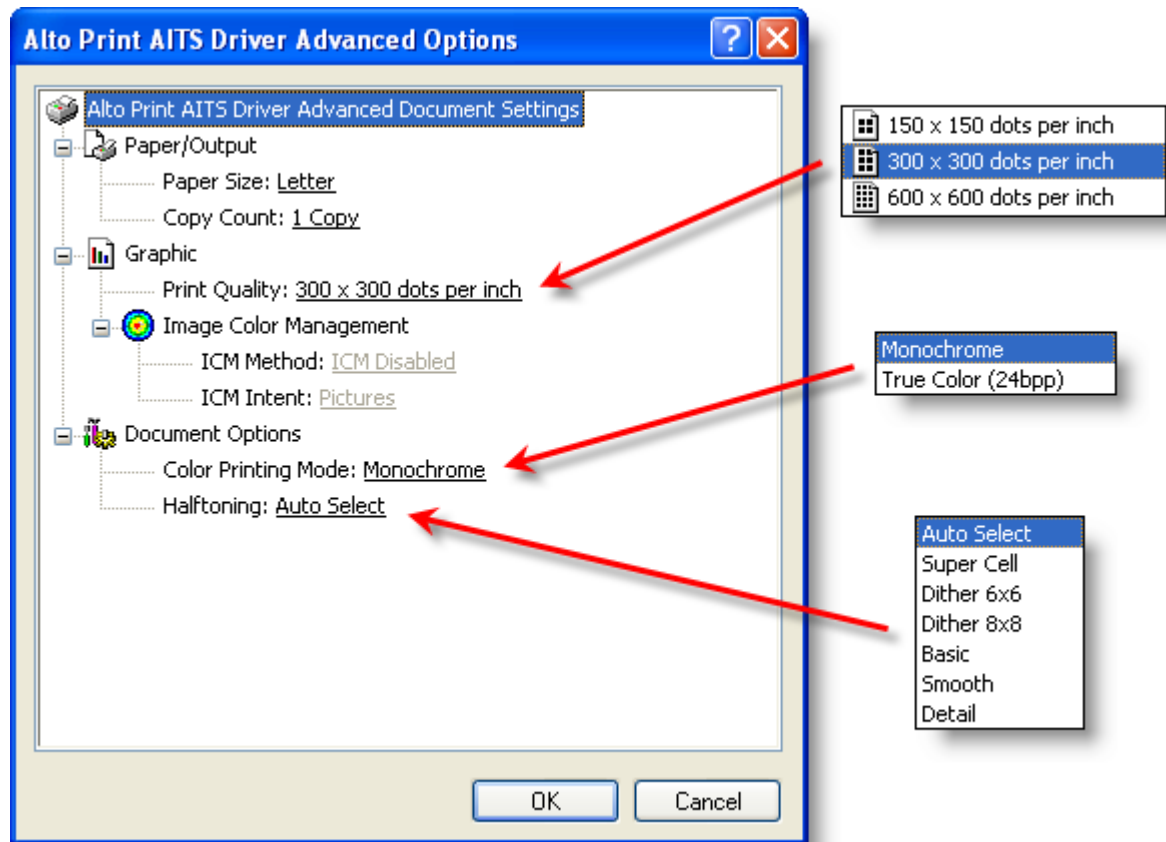 Alto Print AITS Driver Advanced Options
Alto Print AITS Driver Advanced Document Settings
Paper/Output
Paper Size: Letter
Copy Count: 1 Copy
Graphic
Print Quality: 300 x 300 dots per inch
Image Color Management
ICM Method: ICM Disabled
ICM Intent: Pictures
Document Options
Color Printing Mode: Monochrome
Halftoning: Auto Select
OK
Cancel
150 x 150 dots per inch
300 x 300 dots per inch
600 x 600 dots per inch
Monochrome
True Color (24bpp)
Auto Select
Super Cell
Dither 6x6
Dither 8x8
Basic
Smooth
Detail